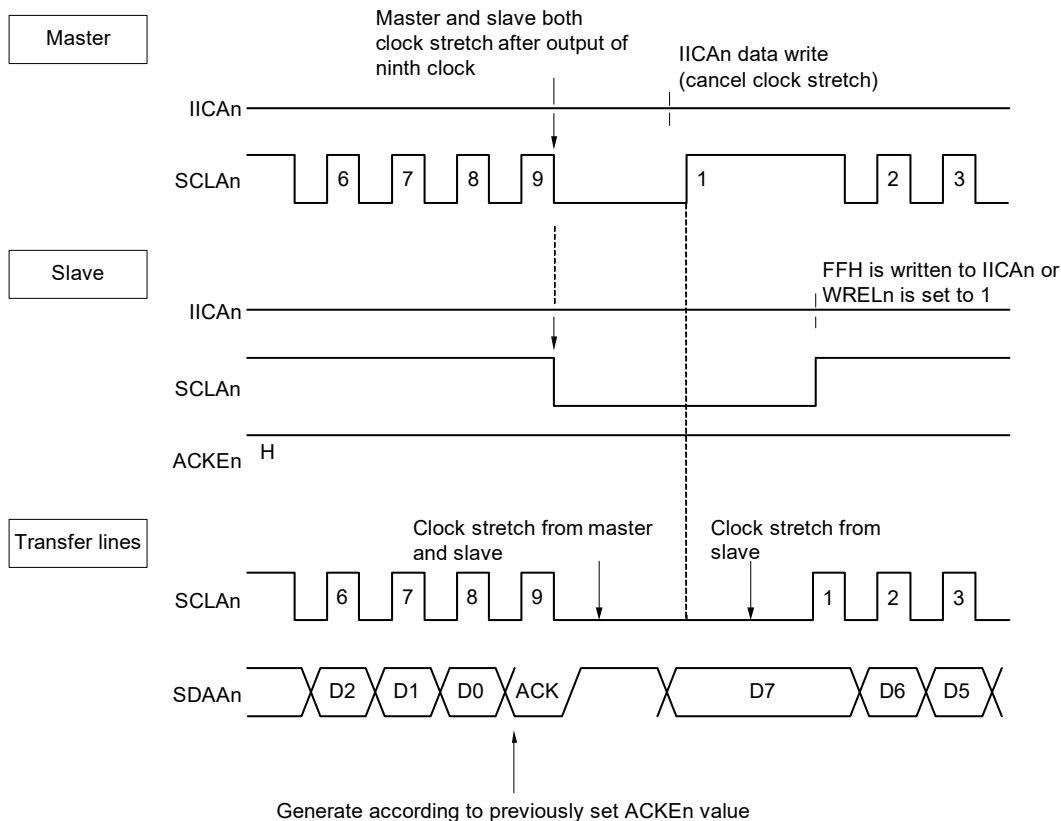 Master
Master and slave both
clock stretch after output of
ninth clock
IICAn data write
(cancel clock stretch)
IICAn
SCLAn
6
7
8
9
1
2
3
Slave
FFH is written to IICAn or
WRELn is set to 1
IICAn
SCLAn
ACKEn
H
Transfer lines
Clock stretch from master
and slave
Clock stretch from
slave
SCLAn
6
7
8
9
1
2
3
SDAAn
D2
D1
D0
ACK
D7
D6
D5
Generate according to previously set ACKEn value